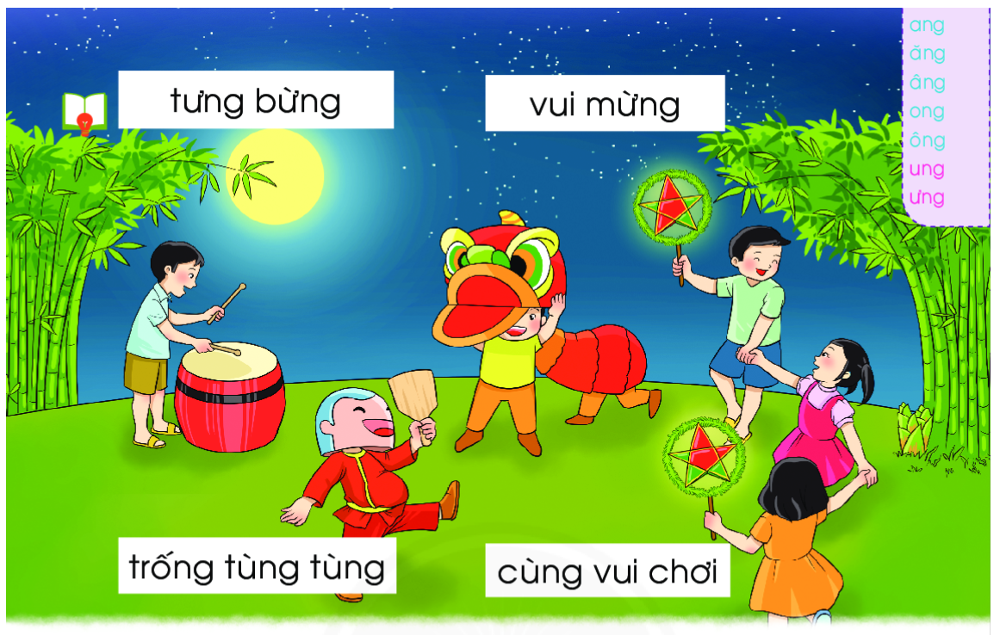 tưng bừng
vui mừng
trống tùng tùng
cùng vui chơi
ang
ăng
âng
ong
ông
ung
ưng